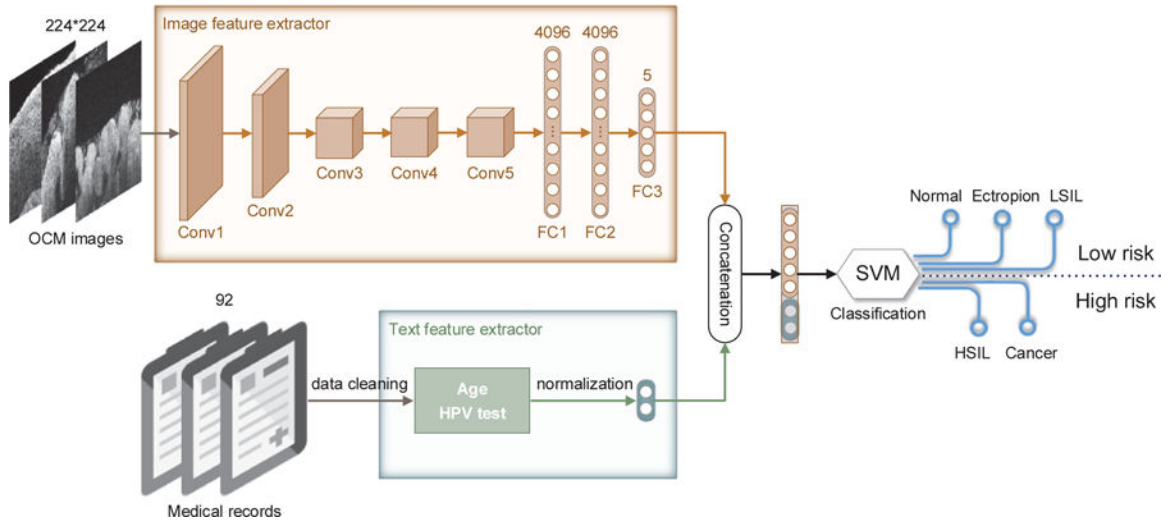 224*224
Image feature extractor
4096
4096
5
Conv1
Conv2
Conv3
Conv4
Conv5
FC1
FC2
FC3
OCM images
Concatenation
Normal
Ectropion
LSIL
SVM
Low risk
High risk
Classification
HSIL
Cancer
92
Text feature extractor
data cleaning
Age
HPV test
normalization
Medical records